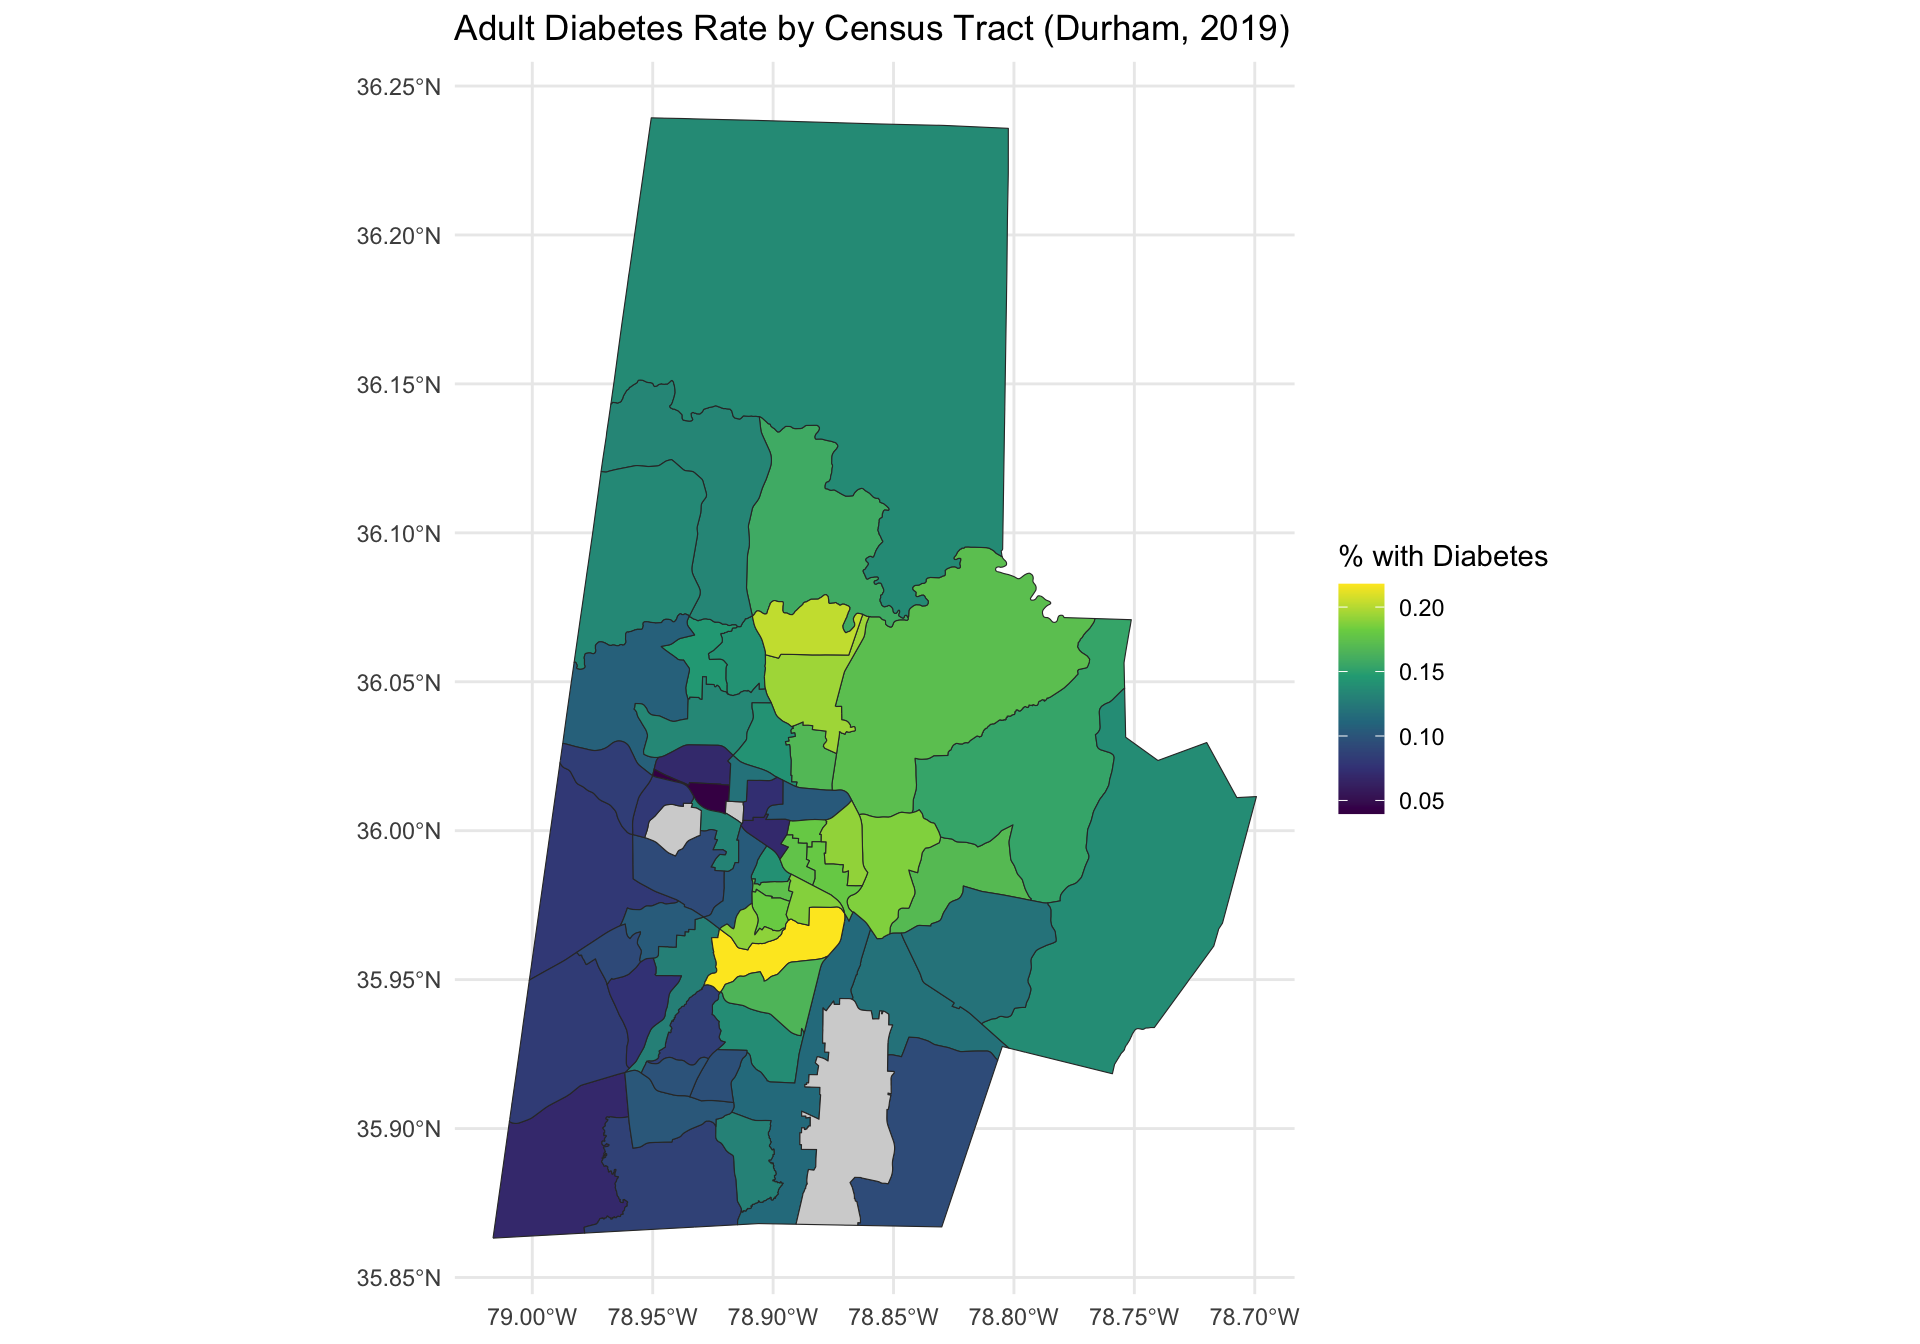 Adult Diabetes Rate by Census Tract (Durham, 2019)
36.25°N
36.20°N
36.15°N
36.10°N
36.05°N
36.00°N
35.95°N
35.90°N
35.85°N
79.00°W 78.95°W 78.90°W 78.85°W 78.80°W 78.75°W 78.70°W
% with Diabetes
0.20
0.15
0.10
0.05